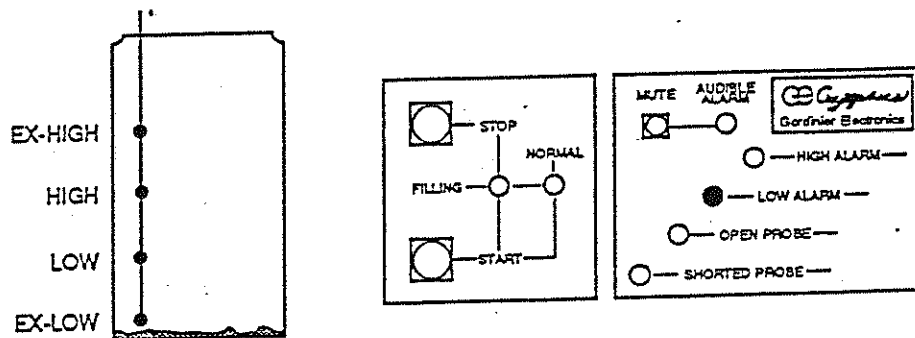 EX-HIGH
HIGH
LOW
EX-LOW
STOP
NORMAL
FILLING
START
MUTE
AUDIBLE
ALARM
Gardinier Electronics
HIGH ALARM
LOW ALARM
OPEN PROBE
SHORTED PROBE